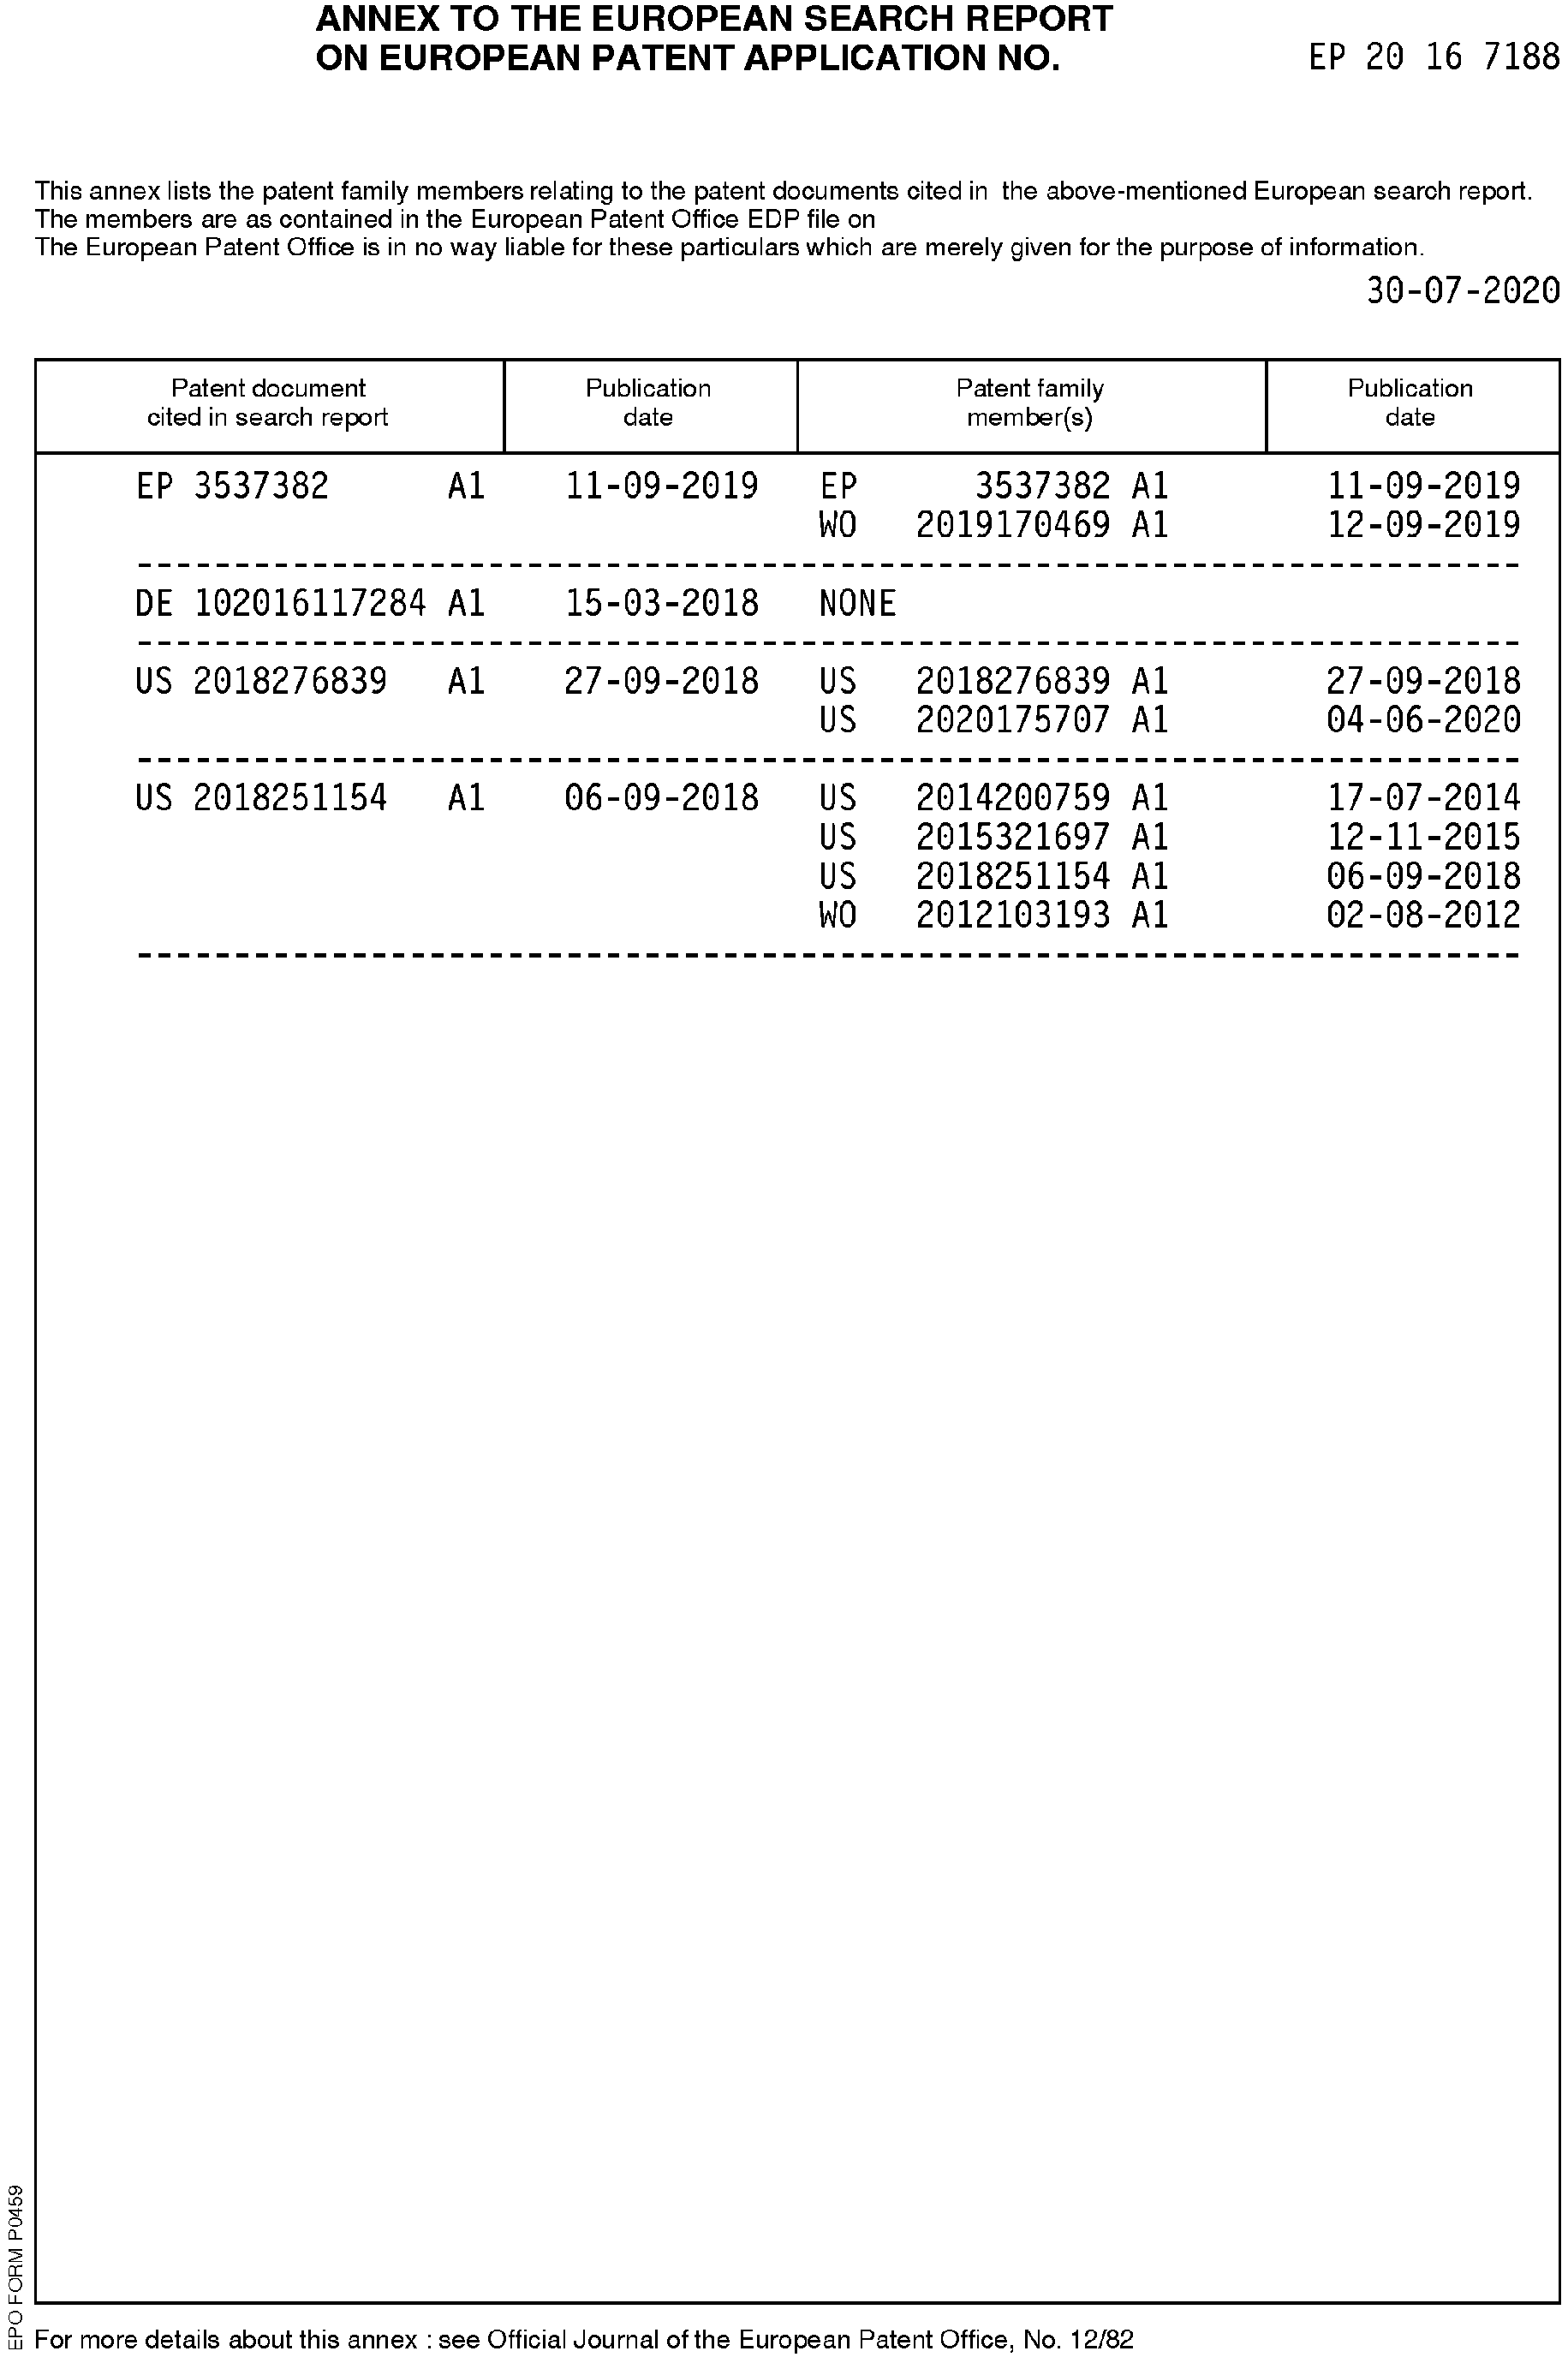 ANNEX TO THE EUROPEAN SEARCH REPORT
ON EUROPEAN PATENT APPLICATION NO. EP 20 16 7188
This annex lists the patent family members relating to the patent documents cited in the above-mentioned European search report.
The members are as contained in the European Patent Office EDP file on
The European Patent Office is in no way liable for these particulars which are merely given for the purpose of information.
30-07-2020
Patent document cited in search report Publication date Patent family member(s) Publication date
EP 3537382 A1 11-09-2019 EP 3537382 A1 11-09-2019
WO 2019170469 A1 12-09-2019
DE 102016117284 A1 15-03-2018 NONE
US 2018276839 A1 27-09-2018 US 2018276839 A1 27-09-2018
US 2020175707 A1 04-06-2020
US 2018251154 A1 06-09-2018 US 2014200759 A1 17-07-2014
US 2015321697 A1 12-11-2015
US 2018251154 A1 06-09-2018
WO 2012103193 A1 02-08-2012
EPO FORM P0459
For more details about this annex : see Official Journal of the European Patent Office, No. 12/82